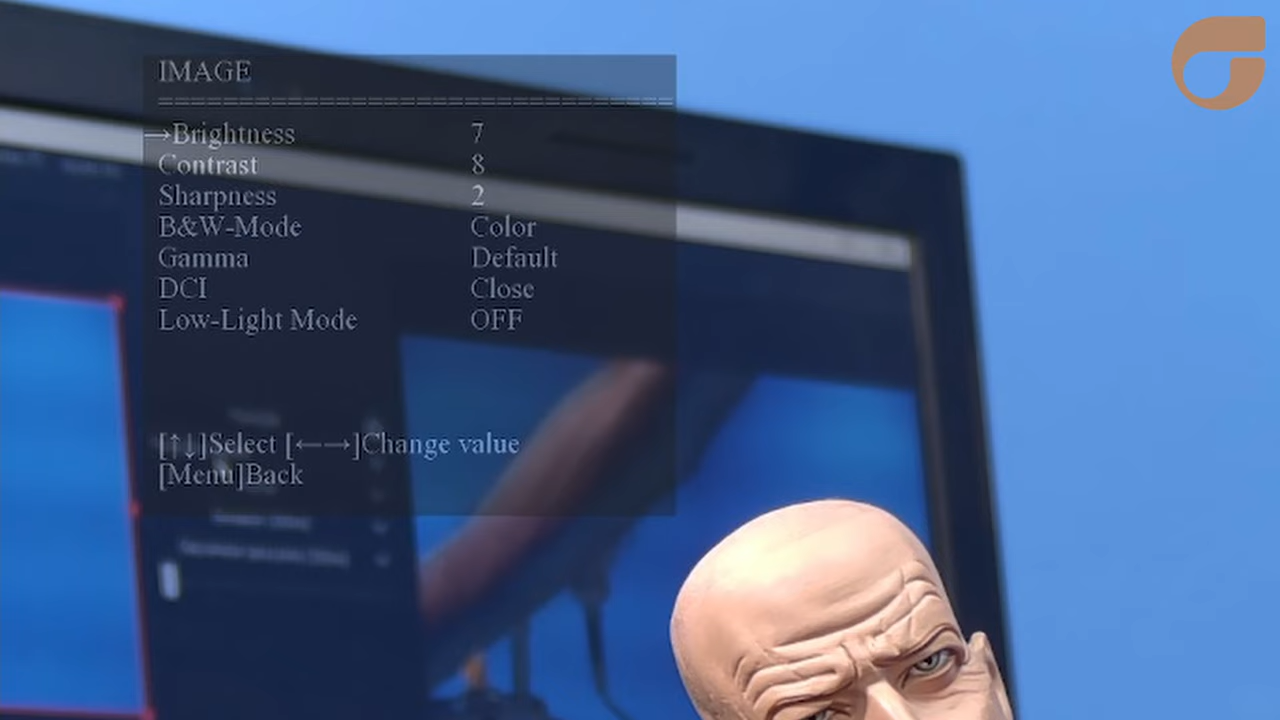 IMAGE
================================
→Brightness 7
Contrast 8
Sharpness 2
B&W-Mode Color
Gamma Default
DCI Close
Low-Light Mode OFF
[↑↓]Select [←→]Change value
[Menu]Back